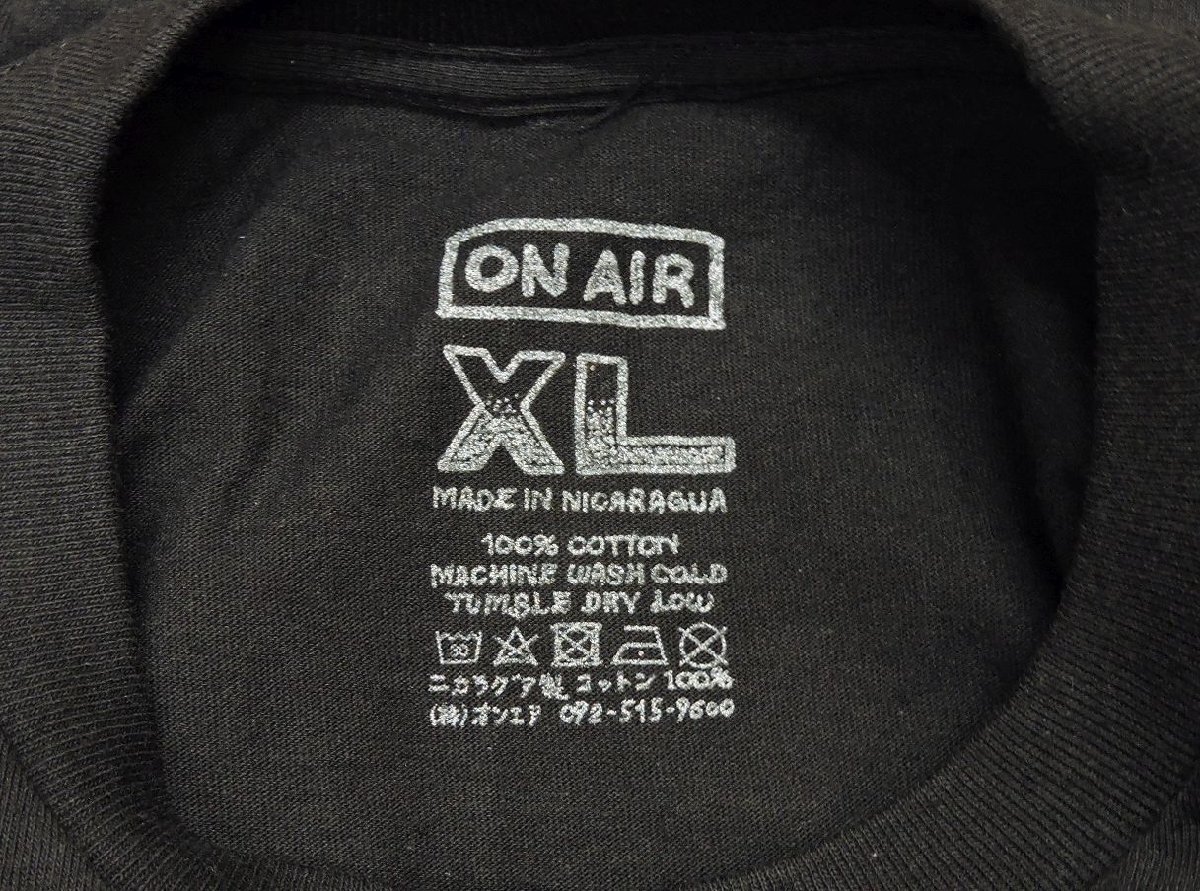 ON AIR
XL
MADE IN NICARAGUA
100% COTTON
MACHINE WASH COLD
TUMBLE DRY LOW
30
ニカラグア製 コットン 100%
(株)オンエア 092-515-9600